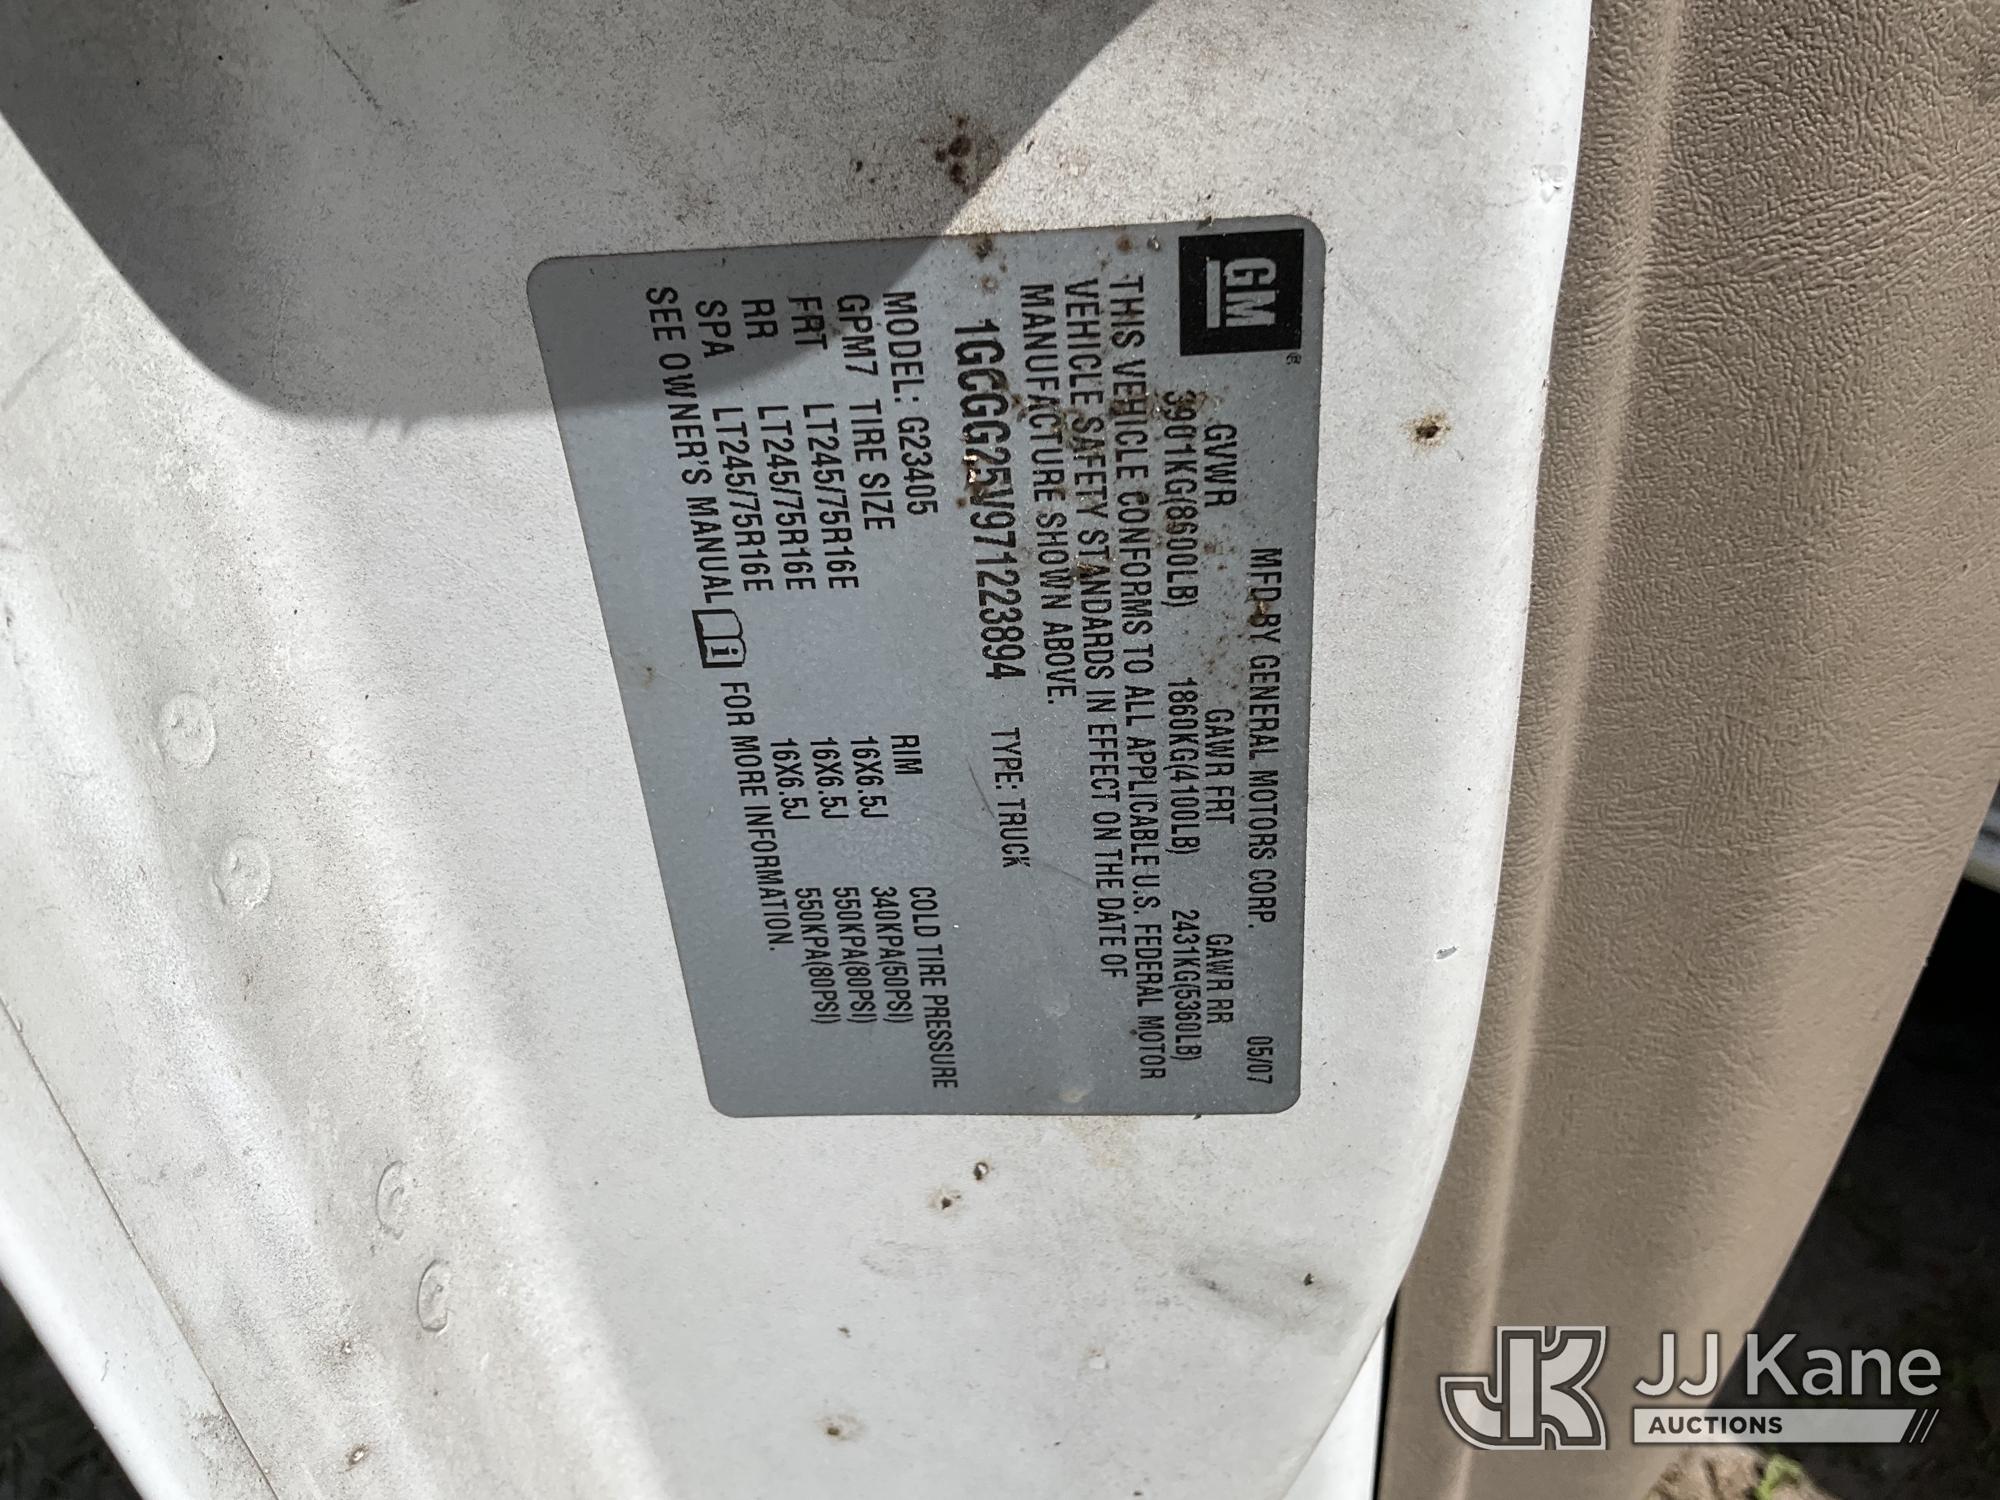 GM®
MFD BY GENERAL MOTORS CORP. 05/07
GVWR GAWR FRT GAWR RR
3901KG(8600LB) 1860KG(4100LB) 2431KG(5360LB)
THIS VEHICLE CONFORMS TO ALL APPLICABLE U.S. FEDERAL MOTOR
VEHICLE SAFETY STANDARDS IN EFFECT ON THE DATE OF
MANUFACTURE SHOWN ABOVE.
1GCGG25V971223894 TYPE: TRUCK
MODEL: G23405
GPM7 TIRE SIZE RIM COLD TIRE PRESSURE
FRT LT245/75R16E 16X6.5J 340KPA(50PSI)
RR LT245/75R16E 16X6.5J 550KPA(80PSI)
SPA LT245/75R16E 16X6.5J 550KPA(80PSI)
SEE OWNER'S MANUAL i FOR MORE INFORMATION.
JK JJ Kane
AUCTIONS